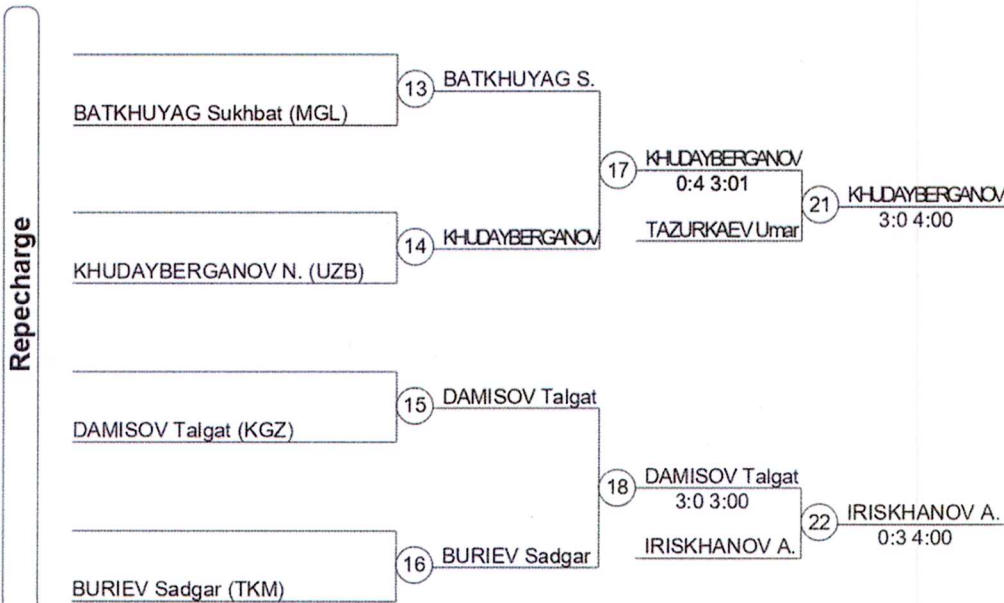 Repechage
BATKHUYAG Sukhbat (MGL)
13
BATKHUYAG S.
KHUDAYBERGANOV N. (UZB)
14
KHUDAYBERGANOV
17
KHUDAYBERGANOV
0:4 3:01
TAZURKAEV Umar
21
KHUDAYBERGANOV
3:0 4:00
DAMISOV Talgat (KGZ)
15
DAMISOV Talgat
BURIEV Sadgar (TKM)
16
BURIEV Sadgar
18
DAMISOV Talgat
3:0 3:00
IRISKHANOV A.
22
IRISKHANOV A.
0:3 4:00